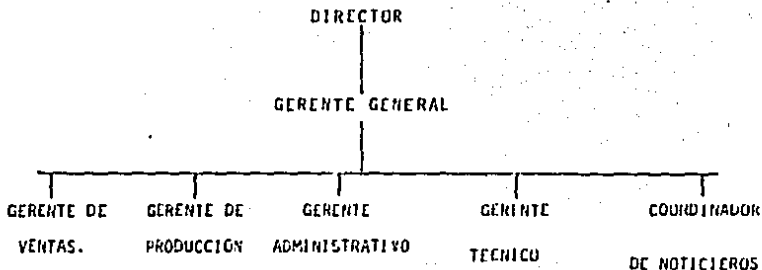 DIRECTOR
GERENTE GENERAL
GERENTE DE
VENTAS.
GERENTE DE
PRODUCCION
GERENTE
ADMINISTRATIVO
GERENTE
TECNICO
COORDINADOR
DE NOTICIEROS